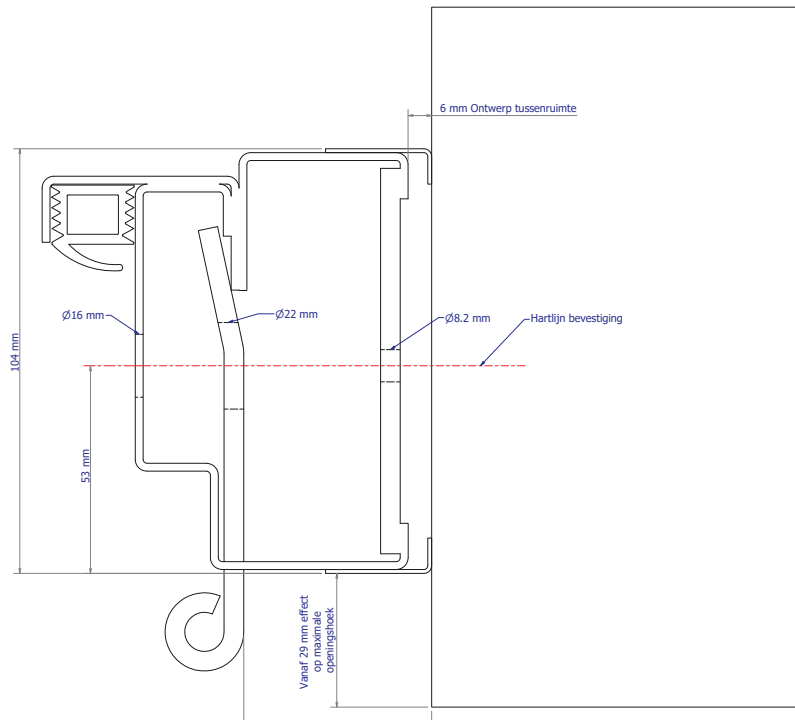 6 mm Ontwerp tussenruimte
Ø16 mm
Ø22 mm
Ø8.2 mm
Hartlijn bevestiging
104 mm
53 mm
Vanaf 29 mm effect
op maximale
openingshoek